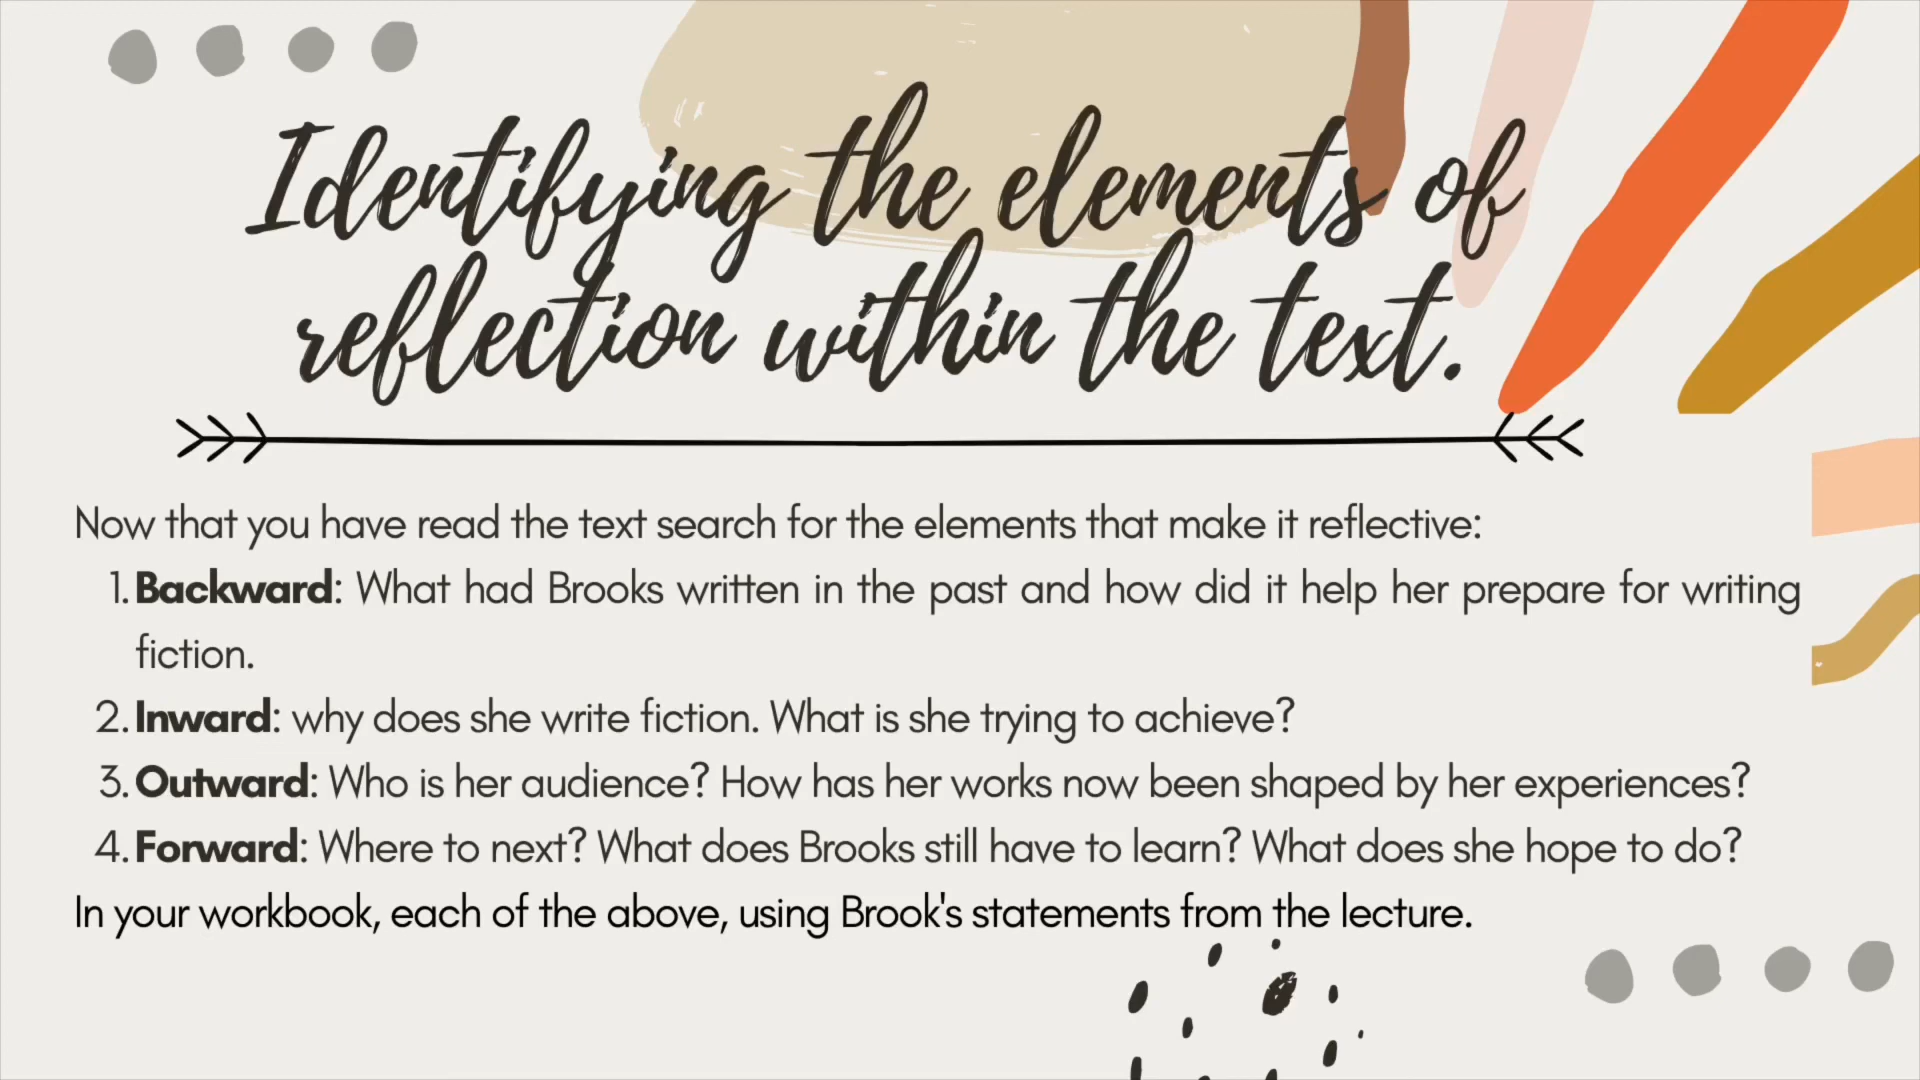 Identifying the elements of
reflection within the text.
Now that you have read the text search for the elements that make it reflective:
1. Backward: What had Brooks written in the past and how did it help her prepare for writing
fiction.
2. Inward: why does she write fiction. What is she trying to achieve?
3. Outward: Who is her audience? How has her works now been shaped by her experiences?
4. Forward: Where to next? What does Brooks still have to learn? What does she hope to do?
In your workbook, each of the above, using Brook's statements from the lecture.